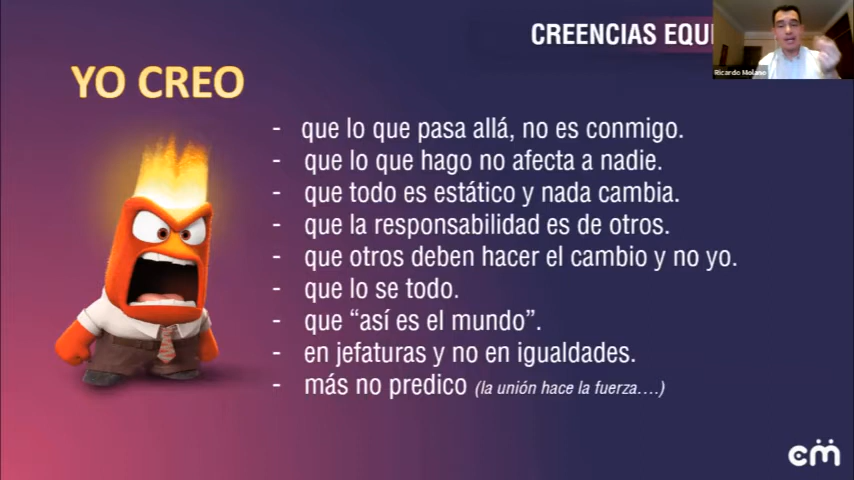 CREENCIAS EQUI
Ricardo Molano
YO CREO
- que lo que pasa allá, no es conmigo.
- que lo que hago no afecta a nadie.
- que todo es estático y nada cambia.
- que la responsabilidad es de otros.
- que otros deben hacer el cambio y no yo.
- que lo se todo.
- que “así es el mundo”.
- en jefaturas y no en igualdades.
- más no predico (la unión hace la fuerza....)
cm